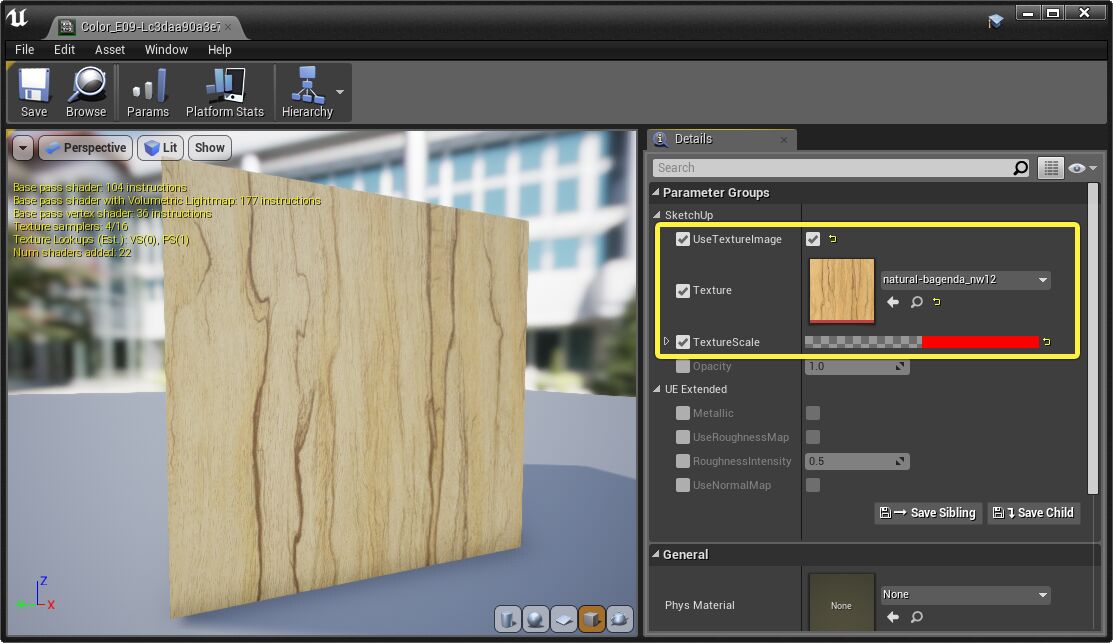 Color_E09-Lc3daa90a3e7
File Edit Asset Window Help
Save Browse Params Platform Stats Hierarchy
Perspective Lit Show
Base pass shader: 104 instructions
Base pass shader with Volumetric Lightmap: 177 instructions
Base pass vertex shader: 36 instructions
Texture samplers: 4/16
Texture Lookups (Est.): VS(0), PS(1)
Num shaders added: 22
Z
X
Details
Search
Parameter Groups
SketchUp
UseTextureImage
Texture natural-bagenda_nw12
TextureScale
Opacity 1.0
UE Extended
Metallic
UseRoughnessMap
RoughnessIntensity 0.5
UseNormalMap
Save Sibling Save Child
General
Phys Material None None